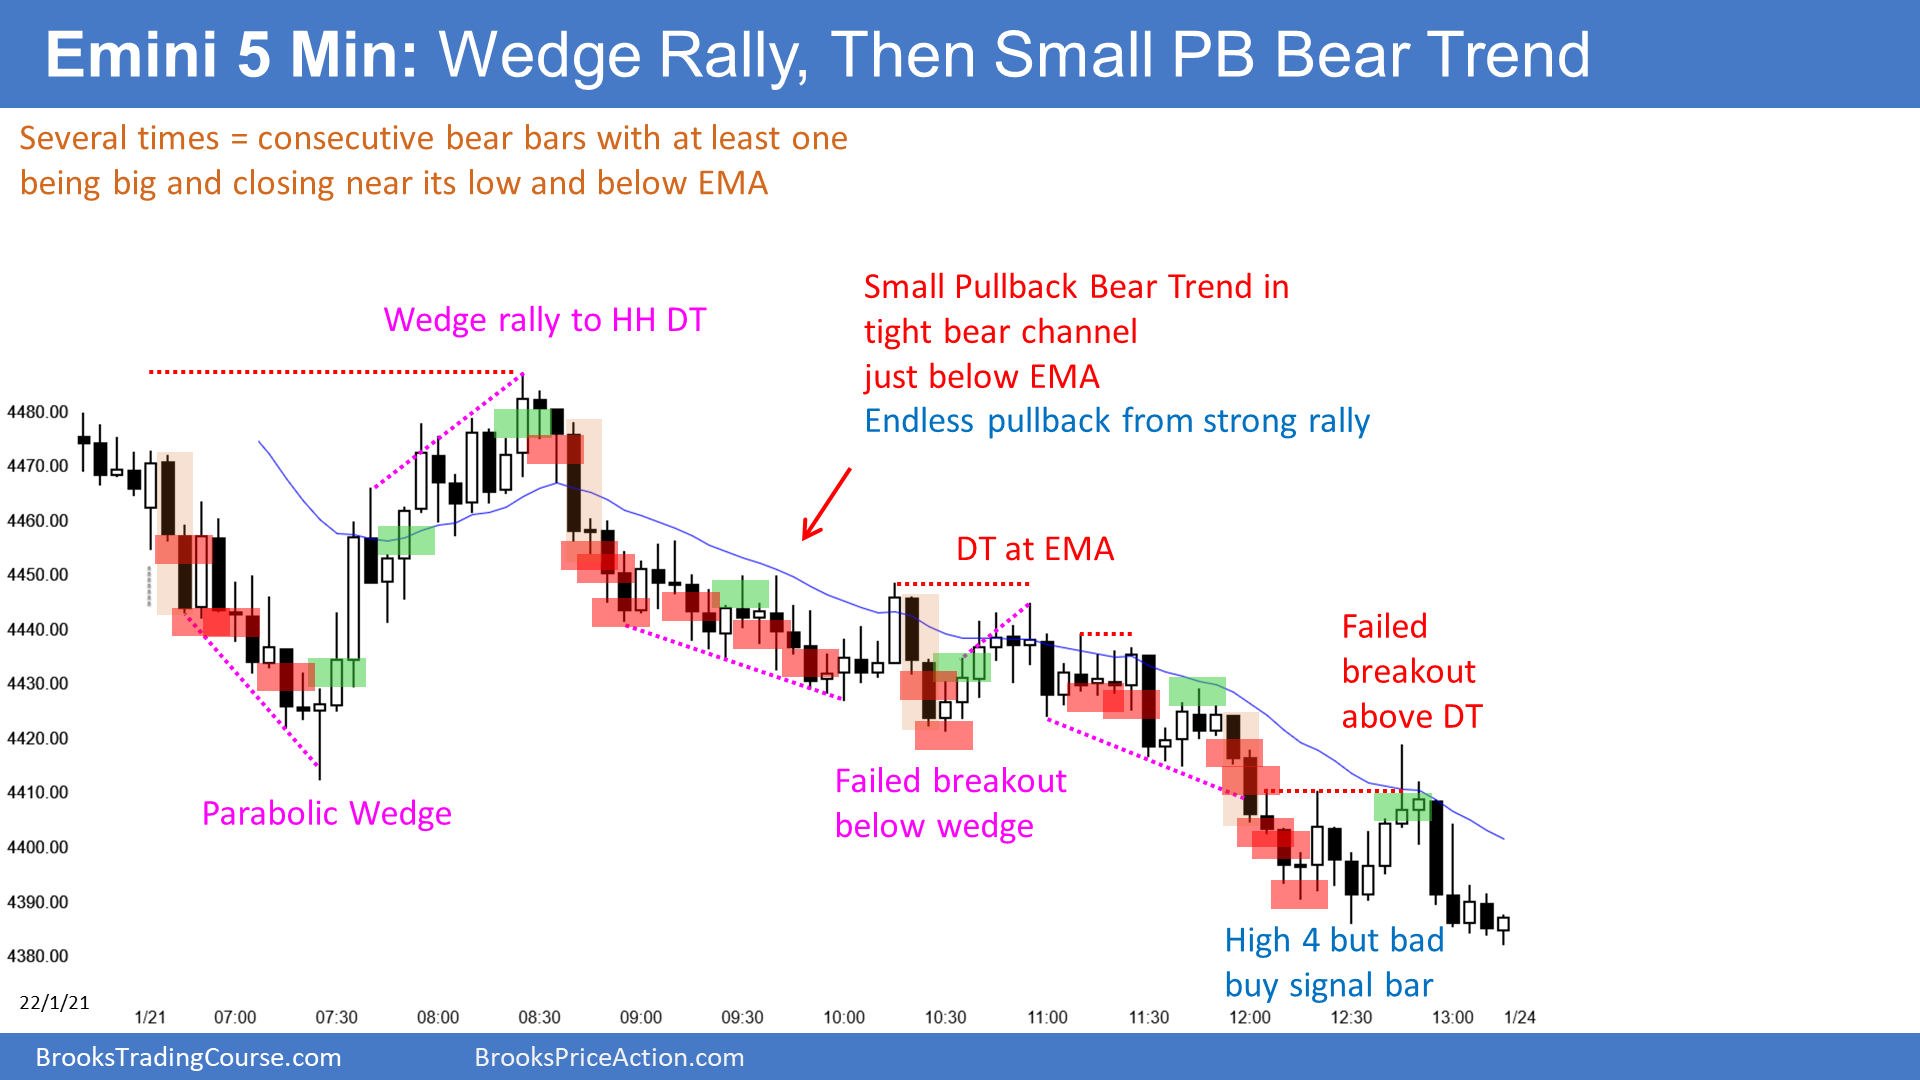 Emini 5 Min: Wedge Rally, Then Small PB Bear Trend
Several times = consecutive bear bars with at least one
being big and closing near its low and below EMA
Wedge rally to HH DT
Small Pullback Bear Trend in
tight bear channel
just below EMA
Endless pullback from strong rally
DT at EMA
Failed
breakout
above DT
Parabolic Wedge
Failed breakout
below wedge
High 4 but bad
buy signal bar
4480.00
4470.00
4460.00
4450.00
4440.00
4430.00
4420.00
4410.00
4400.00
4390.00
4380.00
22/1/21
1/21 07:00 07:30 08:00 08:30 09:00 09:30 10:00 10:30 11:00 11:30 12:00 12:30 13:00 1/24
BrooksTradingCourse.com BrooksPriceAction.com